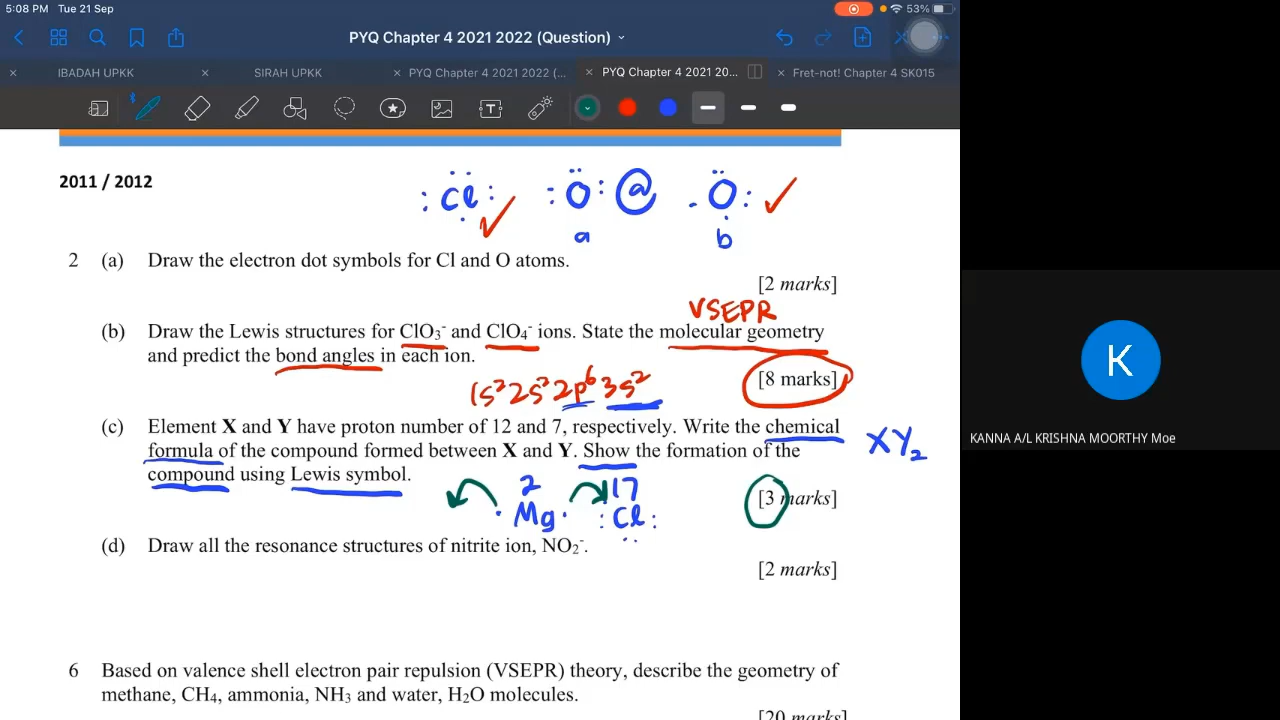 5:08 PM Tue 21 Sep
53%
PYQ Chapter 4 2021 2022 (Question)
IBADAH UPKK
SIRAH UPKK
PYQ Chapter 4 2021 2022 (...
PYQ Chapter 4 2021 20...
Fret-not! Chapter 4 SK015
T
2011 / 2012
Cl O @ O
a b
2 (a) Draw the electron dot symbols for Cl and O atoms.
[2 marks]
VSEPR
(b) Draw the Lewis structures for ClO₃⁻ and ClO₄⁻ ions. State the molecular geometry
and predict the bond angles in each ion.
[8 marks]
1s² 2s² 2p⁶ 3s²
(c) Element X and Y have proton number of 12 and 7, respectively. Write the chemical
formula of the compound formed between X and Y. Show the formation of the
compound using Lewis symbol.
XY₂
[3 marks]
2 17
Mg Cl
(d) Draw all the resonance structures of nitrite ion, NO₂⁻.
[2 marks]
6 Based on valence shell electron pair repulsion (VSEPR) theory, describe the geometry of
methane, CH₄, ammonia, NH₃ and water, H₂O molecules.
[20 marks]
K
KANNA A/L KRISHNA MOORTHY Moe